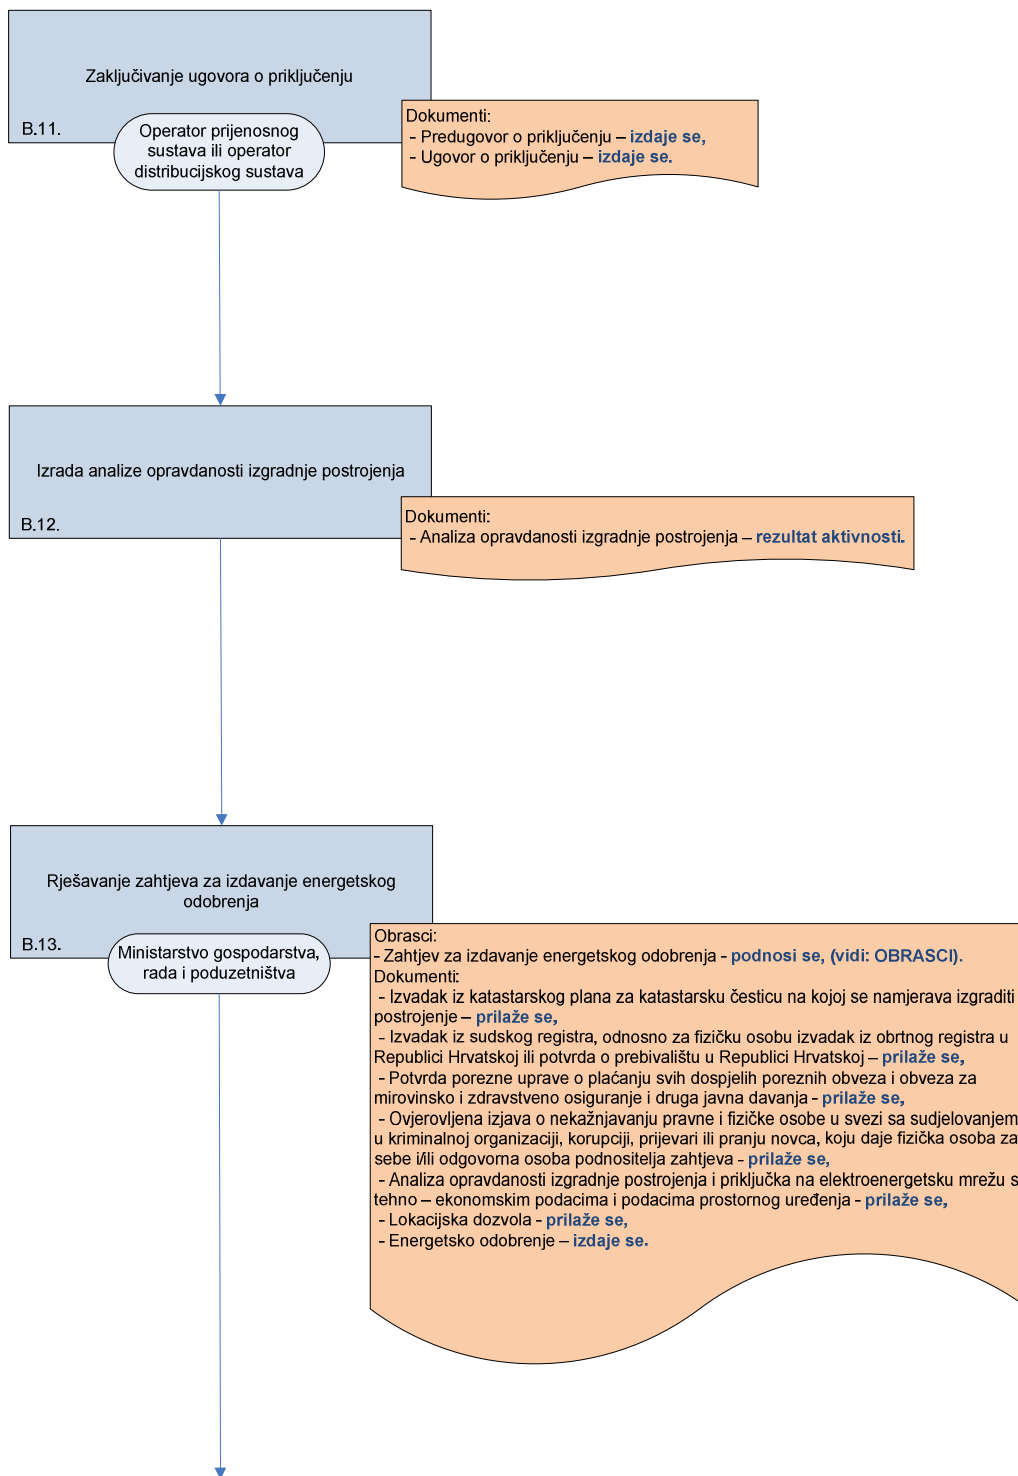 Zaključivanje ugovora o priključenju
B.11.
Operator prijenosnog
sustava ili operator
distribucijskog sustava
Dokumenti:
- Predugovor o priključenju – izdaje se,
- Ugovor o priključenju – izdaje se.
Izrada analize opravdanosti izgradnje postrojenja
B.12.
Dokumenti:
- Analiza opravdanosti izgradnje postrojenja – rezultat aktivnosti.
Rješavanje zahtjeva za izdavanje energetskog
odobrenja
B.13.
Ministarstvo gospodarstva,
rada i poduzetništva
Obrasci:
- Zahtjev za izdavanje energetskog odobrenja - podnosi se, (vidi: OBRASCI).
Dokumenti:
- Izvadak iz katastarskog plana za katastarsku česticu na kojoj se namjerava izgraditi
postrojenje – prilaže se,
- Izvadak iz sudskog registra, odnosno za fizičku osobu izvadak iz obrtnog registra u
Republici Hrvatskoj ili potvrda o prebivalištu u Republici Hrvatskoj – prilaže se,
- Potvrda porezne uprave o plaćanju svih dospjelih poreznih obveza i obveza za
mirovinsko i zdravstveno osiguranje i druga javna davanja - prilaže se,
- Ovjerovljena izjava o nekažnjavanju pravne i fizičke osobe u svezi sa sudjelovanjem
u kriminalnoj organizaciji, korupciji, prijevari ili pranju novca, koju daje fizička osoba za
sebe i/ili odgovorna osoba podnositelja zahtjeva - prilaže se,
- Analiza opravdanosti izgradnje postrojenja i priključka na elektroenergetsku mrežu s
tehno – ekonomskim podacima i podacima prostornog uređenja - prilaže se,
- Lokacijska dozvola - prilaže se,
- Energetsko odobrenje – izdaje se.